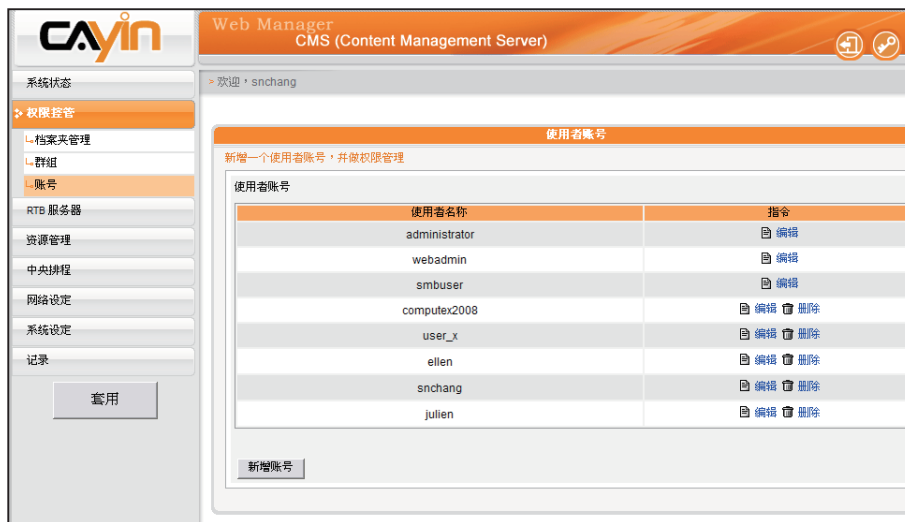 CAYIN
Web Manager
CMS (Content Management Server)
系统状态
权限控管
档案夹管理
群组
账号
RTB 服务器
资源管理
中央排程
网络设定
系统设定
记录
套用
>欢迎，snchang
使用者账号
新增一个使用者账号，并做权限管理
使用者账号
使用者名称 指令
administrator 编辑
webadmin 编辑
smbuser 编辑
computex2008 编辑 删除
user_x 编辑 删除
ellen 编辑 删除
snchang 编辑 删除
julien 编辑 删除
新增账号